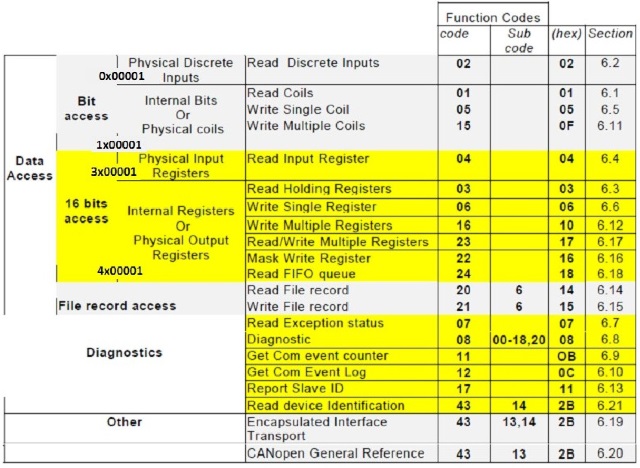 Function Codes
code Sub code (hex) Section
Data Access
Bit access
Physical Discrete Inputs Read Discrete Inputs 02 02 6.2
0x00001
Internal Bits Or Physical coils
Read Coils 01 01 6.1
Write Single Coil 05 05 6.5
Write Multiple Coils 15 0F 6.11
1x00001
16 bits access
Physical Input Registers Read Input Register 04 04 6.4
3x00001
Internal Registers Or Physical Output Registers
Read Holding Registers 03 03 6.3
Write Single Register 06 06 6.6
Write Multiple Registers 16 10 6.12
Read/Write Multiple Registers 23 17 6.17
Mask Write Register 22 16 6.16
4x00001
Read FIFO queue 24 18 6.18
File record access
Read File record 20 6 14 6.14
Write File record 21 6 15 6.15
Diagnostics
Read Exception status 07 07 6.7
Diagnostic 08 00-18,20 08 6.8
Get Com event counter 11 OB 6.9
Get Com Event Log 12 0C 6.10
Report Slave ID 17 11 6.13
Read device Identification 43 14 2B 6.21
Other
Encapsulated Interface Transport 43 13,14 2B 6.19
CANopen General Reference 43 13 2B 6.20